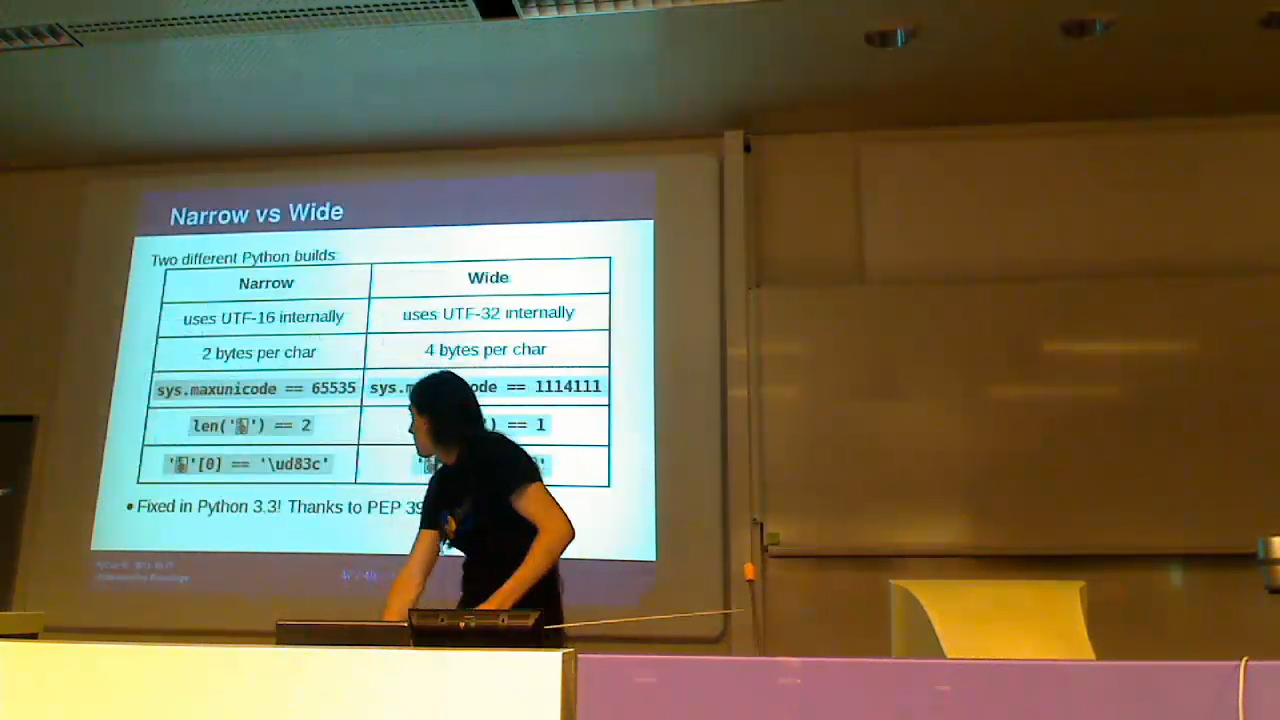 Narrow vs Wide
Two different Python builds:
Narrow Wide
uses UTF-16 internally uses UTF-32 internally
2 bytes per char 4 bytes per char
sys.maxunicode == 65535 sys.m ode == 1114111
len(' ') == 2 ') == 1
' '[0] == '\ud83c' '
• Fixed in Python 3.3! Thanks to PEP 39